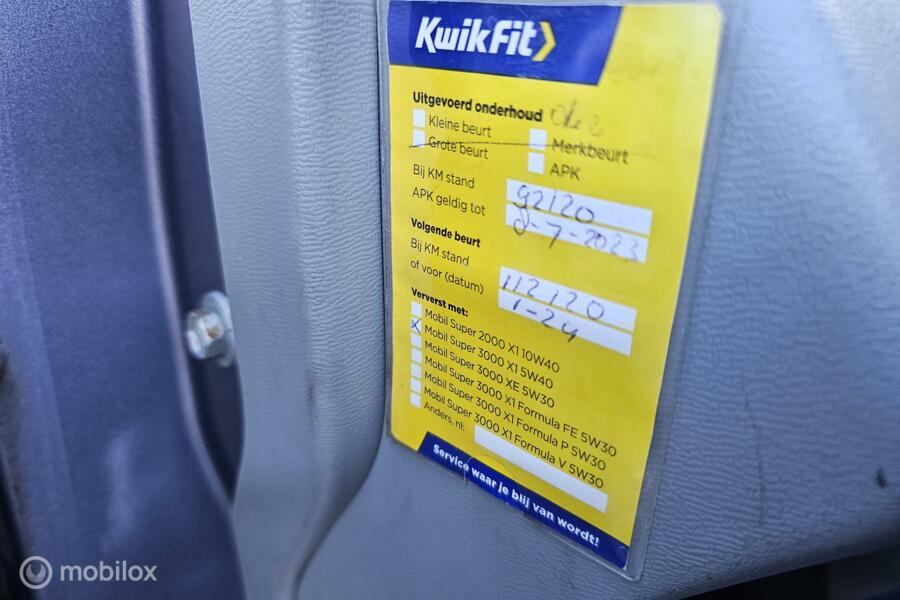 KwikFit
Uitgevoerd onderhoud
Kleine beurt
Grote beurt
Merkbeurt
APK
Bij KM stand 92120
APK geldig tot 8-7-2023
Volgende beurt
Bij KM stand 112120
of voor (datum) 1-24
Ververst met:
Mobil Super 2000 X1 10W40
X Mobil Super 3000 X1 5W40
Mobil Super 3000 XE 5W30
Mobil Super 3000 X1 Formula FE 5W30
Mobil Super 3000 X1 Formula P 5W30
Mobil Super 3000 X1 Formula V 5W30
Anders, nl:
Service waar je blij van wordt!
mobilox